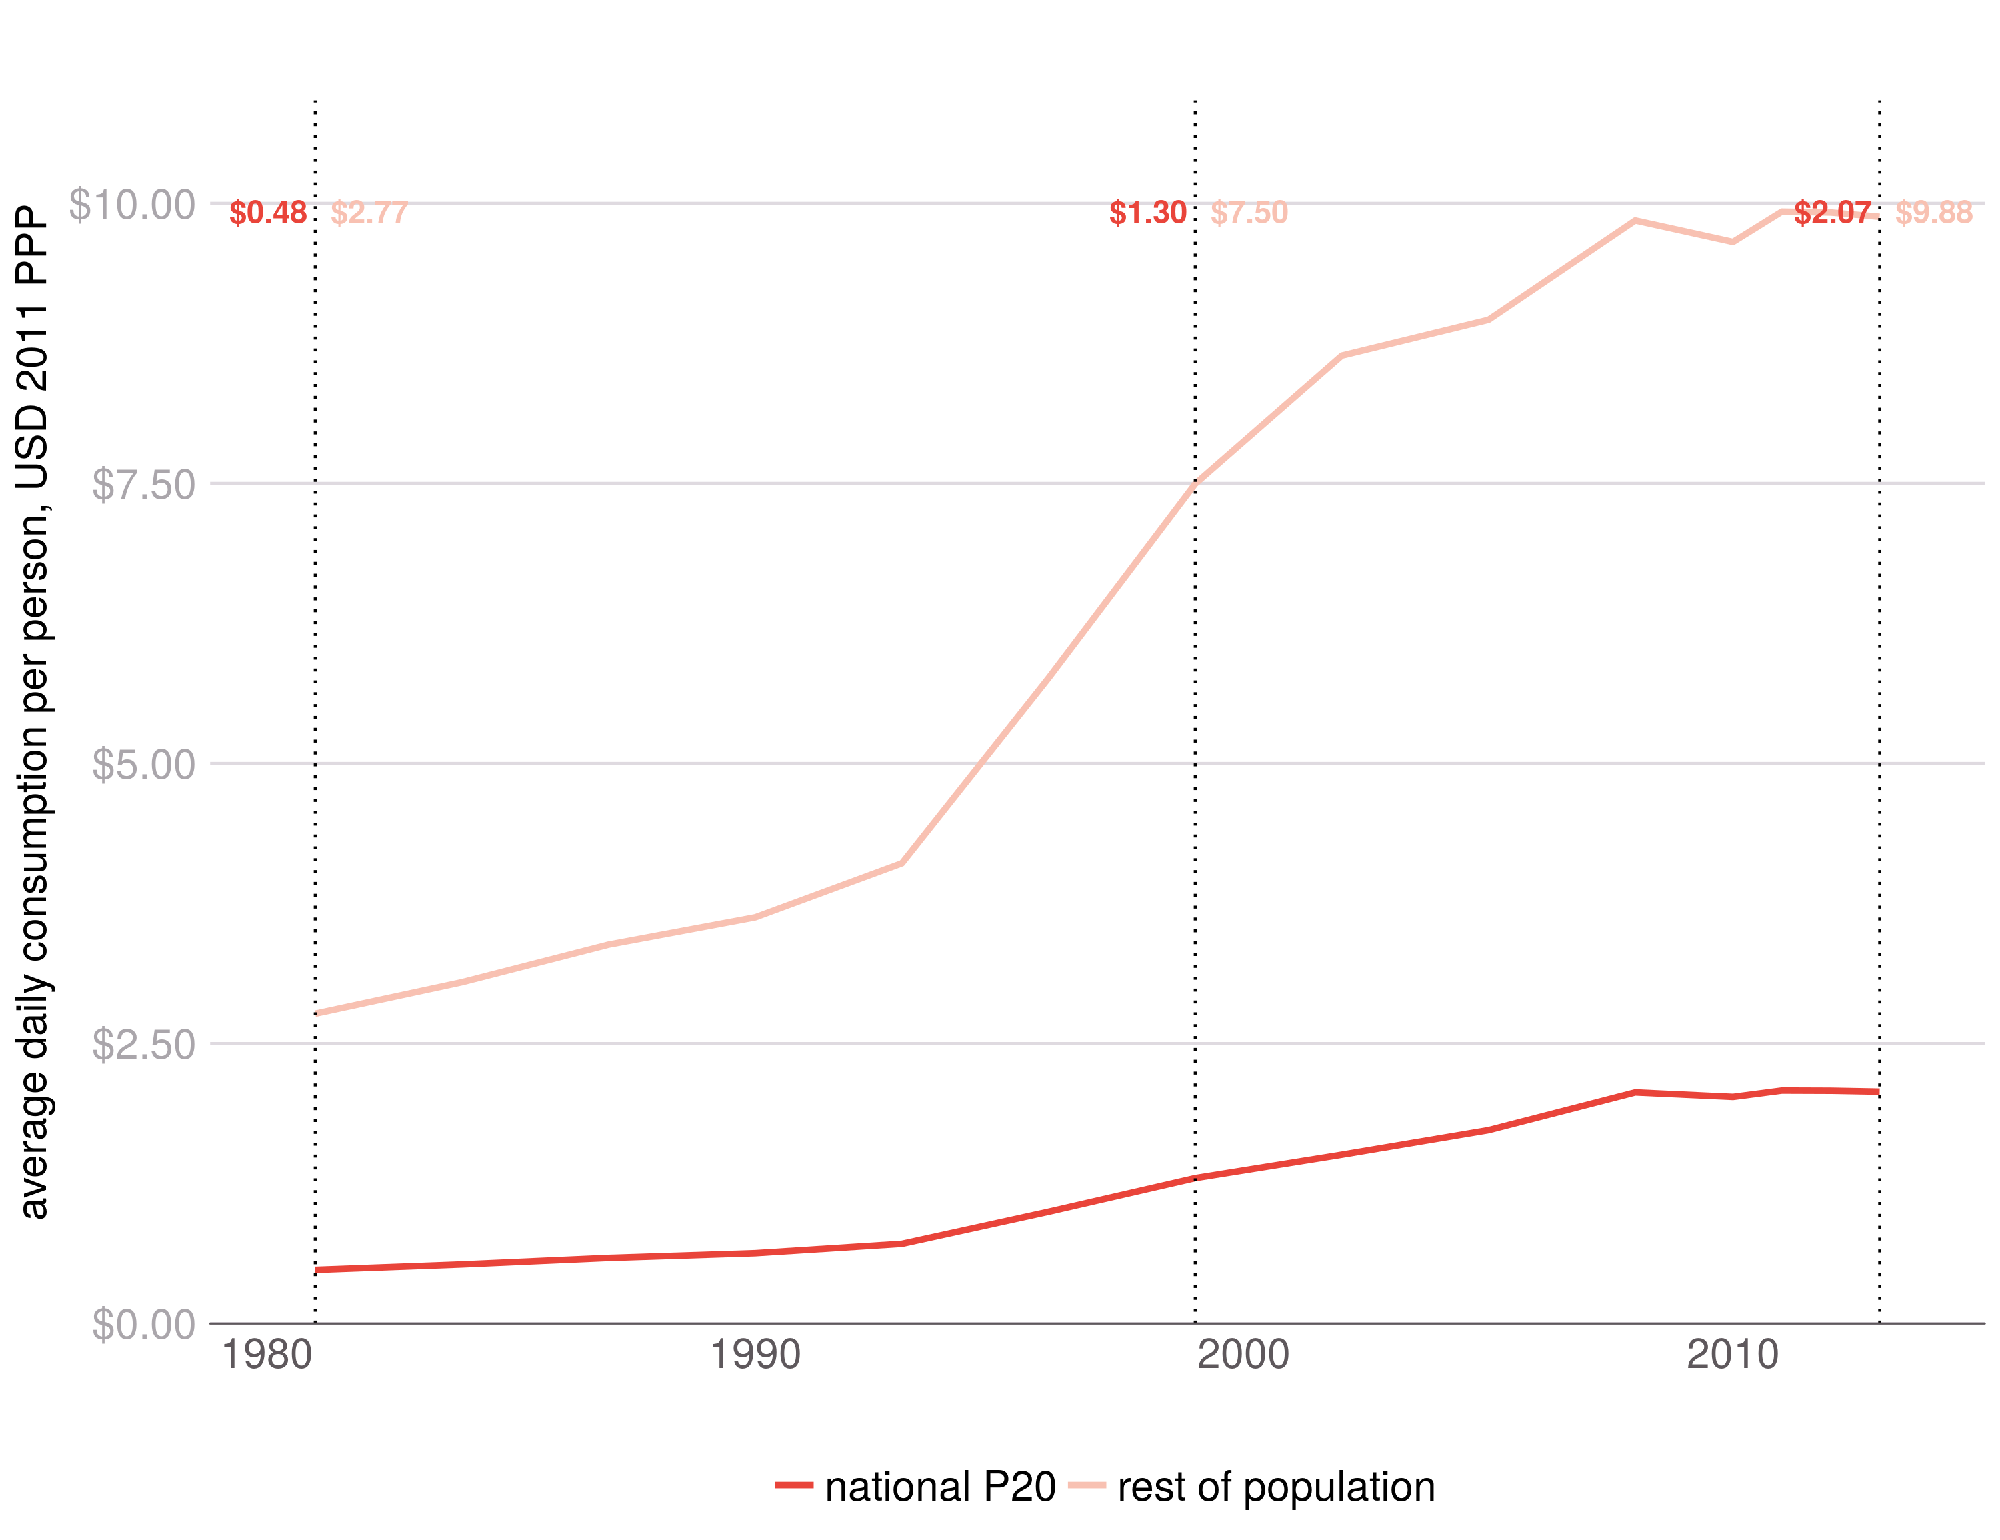 average daily consumption per person, USD 2011 PPP
$10.00
$7.50
$5.00
$2.50
$0.00
$0.48 $2.77
$1.30 $7.50
$2.07 $9.88
1980 1990 2000 2010
national P20 rest of population